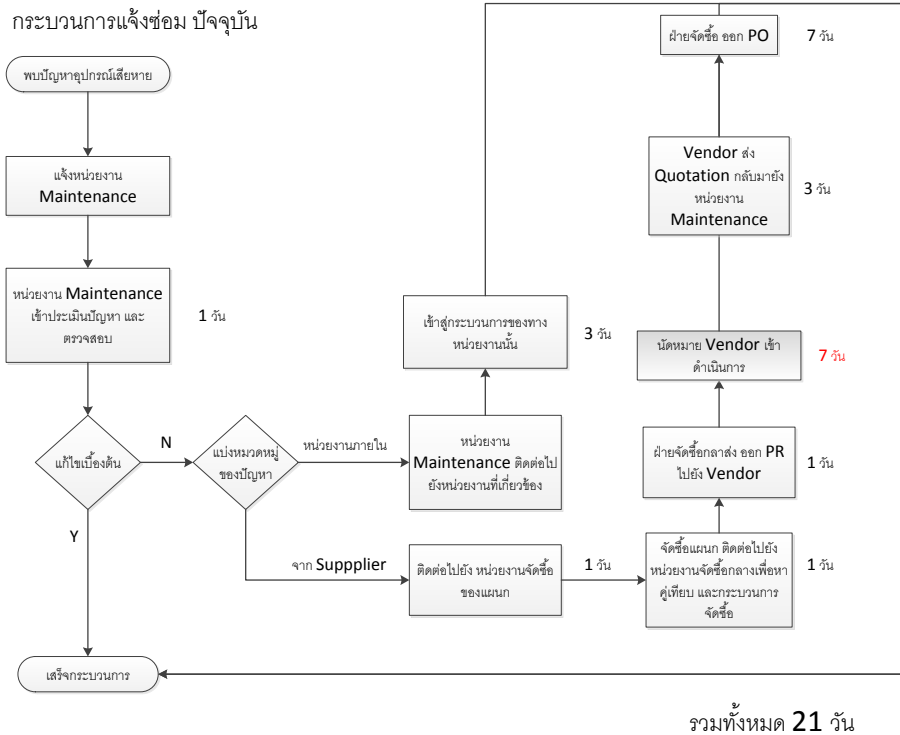 กระบวนการแจ้งซ่อม ปัจจุบัน
พบปัญหาอุปกรณ์เสียหาย
แจ้งหน่วยงาน
Maintenance
หน่วยงาน Maintenance
เข้าประเมินปัญหา และ
ตรวจสอบ
1 วัน
แก้ไขเบื้องต้น
N
Y
แบ่งหมวดหมู่
ของปัญหา
หน่วยงานภายใน
จาก Suppplier
หน่วยงาน
Maintenance ติดต่อไป
ยังหน่วยงานที่เกี่ยวข้อง
เข้าสู่กระบวนการของทาง
หน่วยงานนั้น
3 วัน
ติดต่อไปยัง หน่วยงานจัดซื้อ
ของแผนก
1 วัน
จัดซื้อแผนก ติดต่อไปยัง
หน่วยงานจัดซื้อกลางเพื่อหา
คู่เทียบ และกระบวนการ
จัดซื้อ
1 วัน
ฝ่ายจัดซื้อกลาส่ง ออก PR
ไปยัง Vendor
1 วัน
นัดหมาย Vendor เข้า
ดำเนินการ
7 วัน
Vendor ส่ง
Quotation กลับมายัง
หน่วยงาน
Maintenance
3 วัน
ฝ่ายจัดซื้อ ออก PO
7 วัน
เสร็จกระบวนการ
รวมทั้งหมด 21 วัน